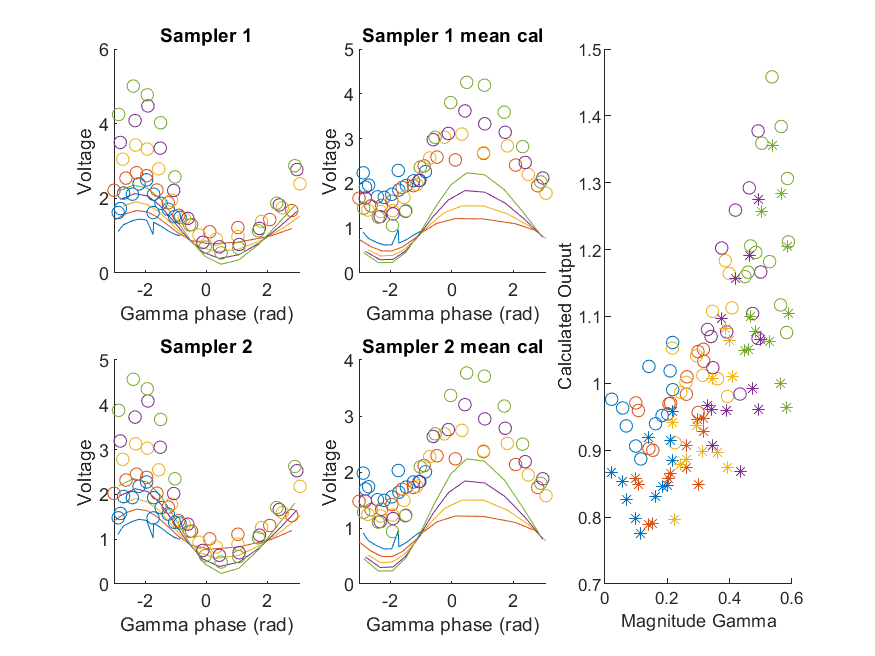 Sampler 1
6
4
2
0
Voltage
-2 0 2
Gamma phase (rad)
Sampler 1 mean cal
5
4
3
2
1
0
Voltage
-2 0 2
Gamma phase (rad)
Sampler 2
5
4
3
2
1
0
Voltage
-2 0 2
Gamma phase (rad)
Sampler 2 mean cal
4
3
2
1
0
Voltage
-2 0 2
Gamma phase (rad)
1.5
1.4
1.3
1.2
1.1
1
0.9
0.8
0.7
Calculated Output
0 0.2 0.4 0.6
Magnitude Gamma